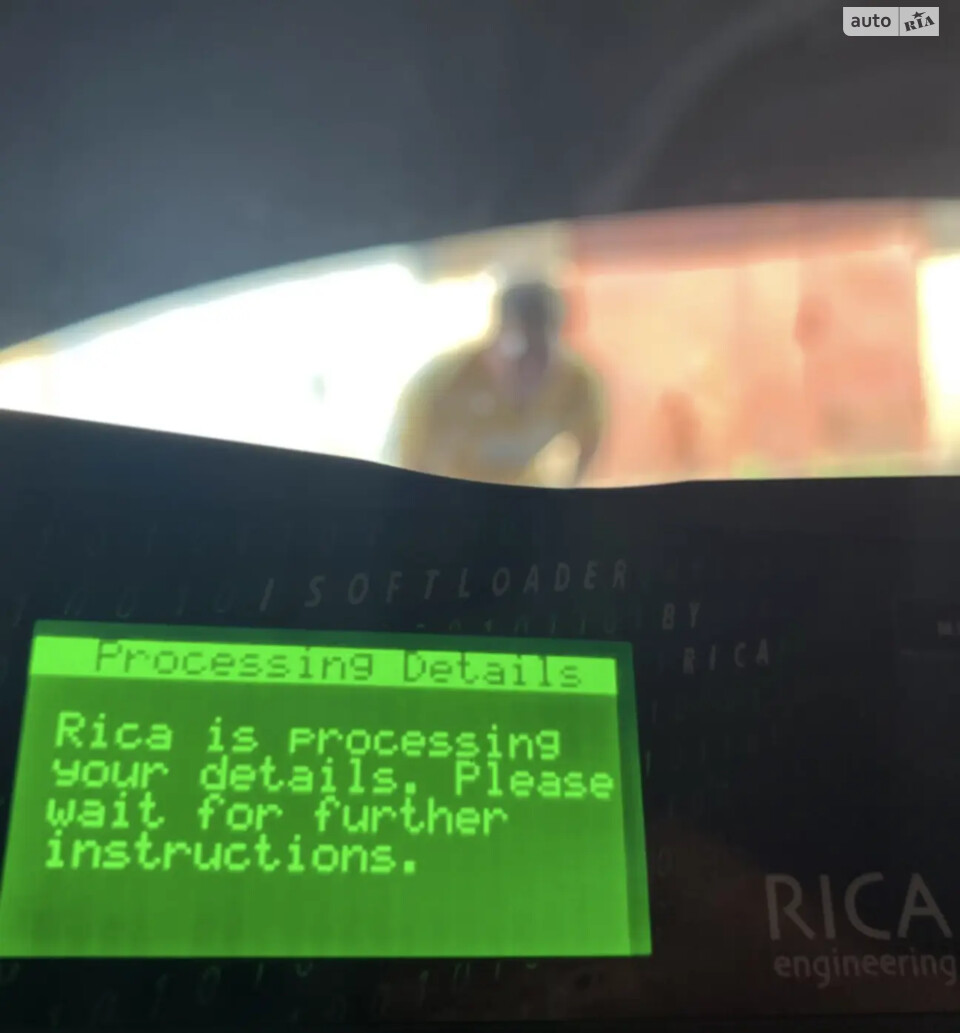 auto RIA
SOFTLOADER
BY
RICA
Processing Details
Rica is processing
your details. Please
wait for further
instructions.
RICA
engineering